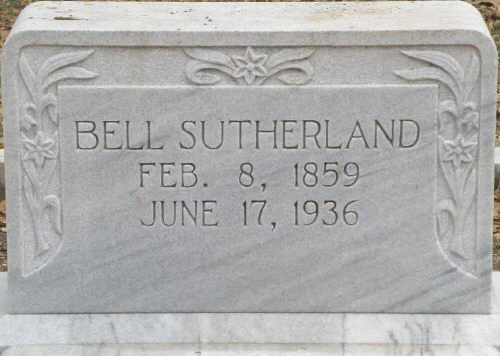 BELL SUTHERLAND
FEB. 8, 1859
JUNE 17, 1936